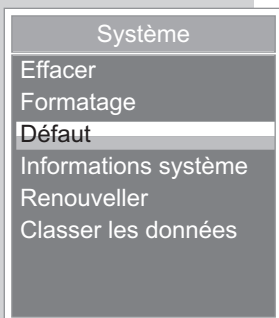 Système
Effacer
Formatage
Défaut
Informations système
Renouveller
Classer les données